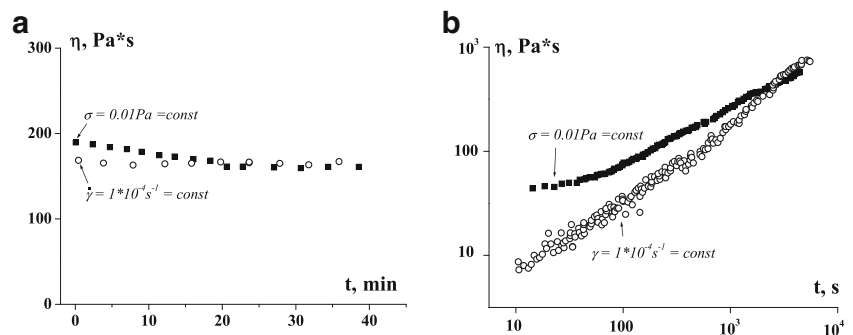 a
η, Pa*s
300
200
100
0
σ = 0.01Pa =const
γ̇ = 1*10⁻⁴s⁻¹ = const
t, min
0
10
20
30
40
b
η, Pa*s
10³
100
10
σ = 0.01Pa =const
γ = 1*10⁻⁴s⁻¹ = const
t, s
10
100
10³
10⁴